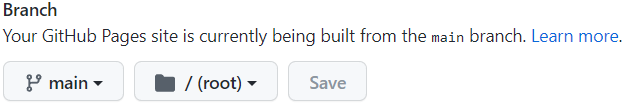 Branch
Your GitHub Pages site is currently being built from the main branch. Learn more.
main / (root) Save